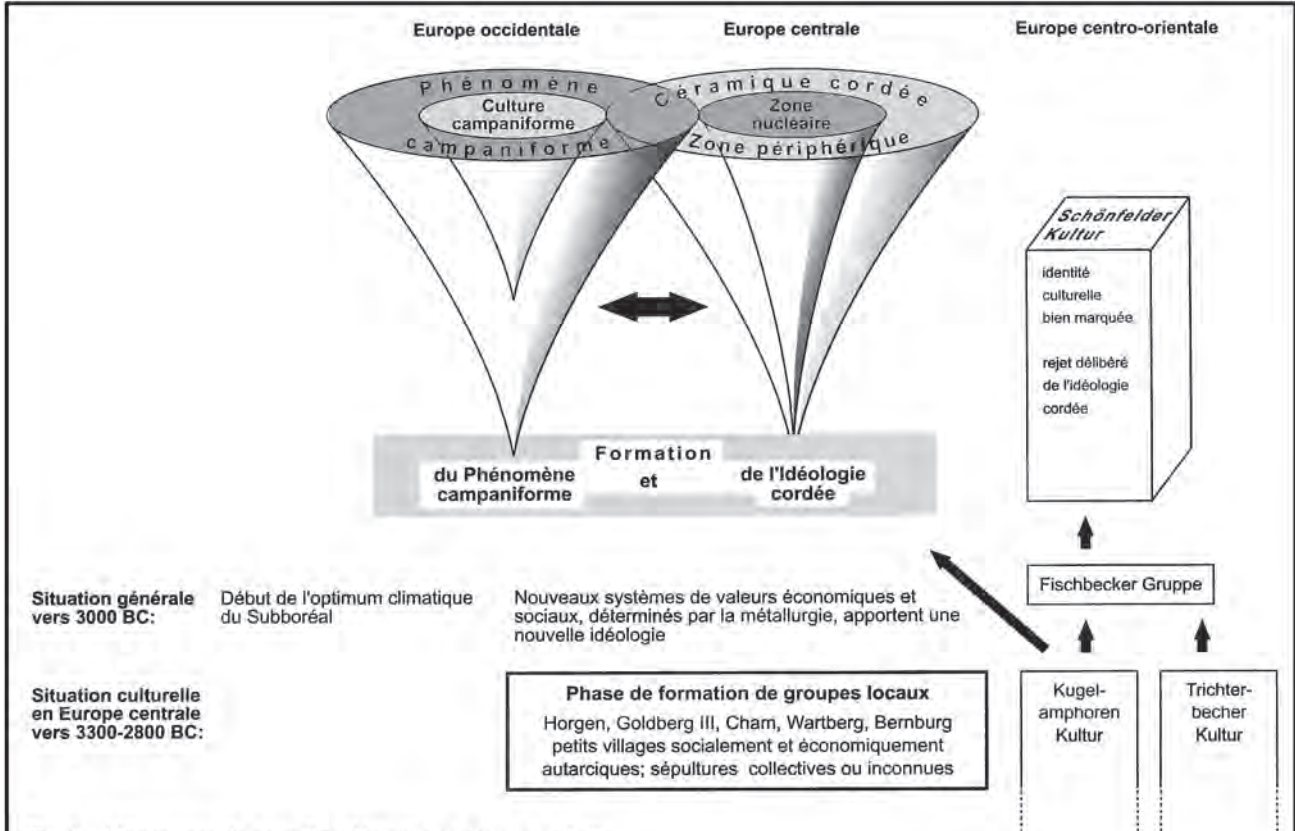 Europe occidentale
Europe centrale
Europe centro-orientale
Phénomène
Céramique cordée
Culture
campaniforme
Zone
nucléaire
campaniforme
Zone périphérique
Schönfelder
Kultur
identité
culturelle
bien marquée
rejet délibéré
de l'idéologie
cordée
Formation
et
du Phénomène
campaniforme
de l'Idéologie
cordée
Fischbecker Gruppe
Situation générale
vers 3000 BC:
Début de l'optimum climatique
du Subboréal
Nouveaux systèmes de valeurs économiques et
sociaux, déterminés par la métallurgie, apportent une
nouvelle idéologie
Situation culturelle
en Europe centrale
vers 3300-2800 BC:
Phase de formation de groupes locaux
Horgen, Goldberg III, Cham, Wartberg, Bernburg
petits villages socialement et économiquement
autarciques; sépultures collectives ou inconnues
Kugel-
amphoren
Kultur
Trichter-
becher
Kultur